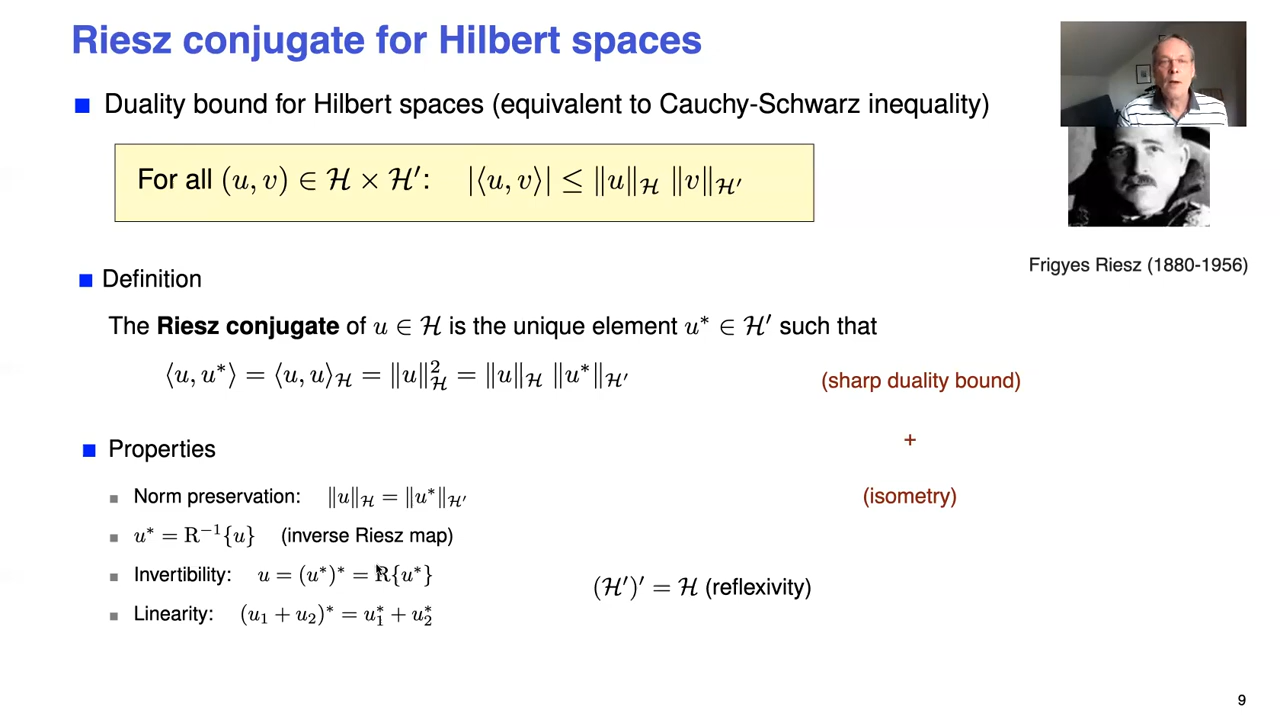 Riesz conjugate for Hilbert spaces
Duality bound for Hilbert spaces (equivalent to Cauchy-Schwarz inequality)
For all (u, v) ∈ ℋ × ℋ′: |⟨u, v⟩| ≤ ‖u‖_ℋ ‖v‖_ℋ′
Frigyes Riesz (1880-1956)
Definition
The Riesz conjugate of u ∈ ℋ is the unique element u* ∈ ℋ′ such that
⟨u, u*⟩ = ⟨u, u⟩_ℋ = ‖u‖²_ℋ = ‖u‖_ℋ ‖u*‖_ℋ′ (sharp duality bound)
+
Properties
Norm preservation: ‖u‖_ℋ = ‖u*‖_ℋ′ (isometry)
u* = R⁻¹{u} (inverse Riesz map)
Invertibility: u = (u*)* = R{u*} (ℋ′)′ = ℋ (reflexivity)
Linearity: (u₁ + u₂)* = u₁* + u₂*
9